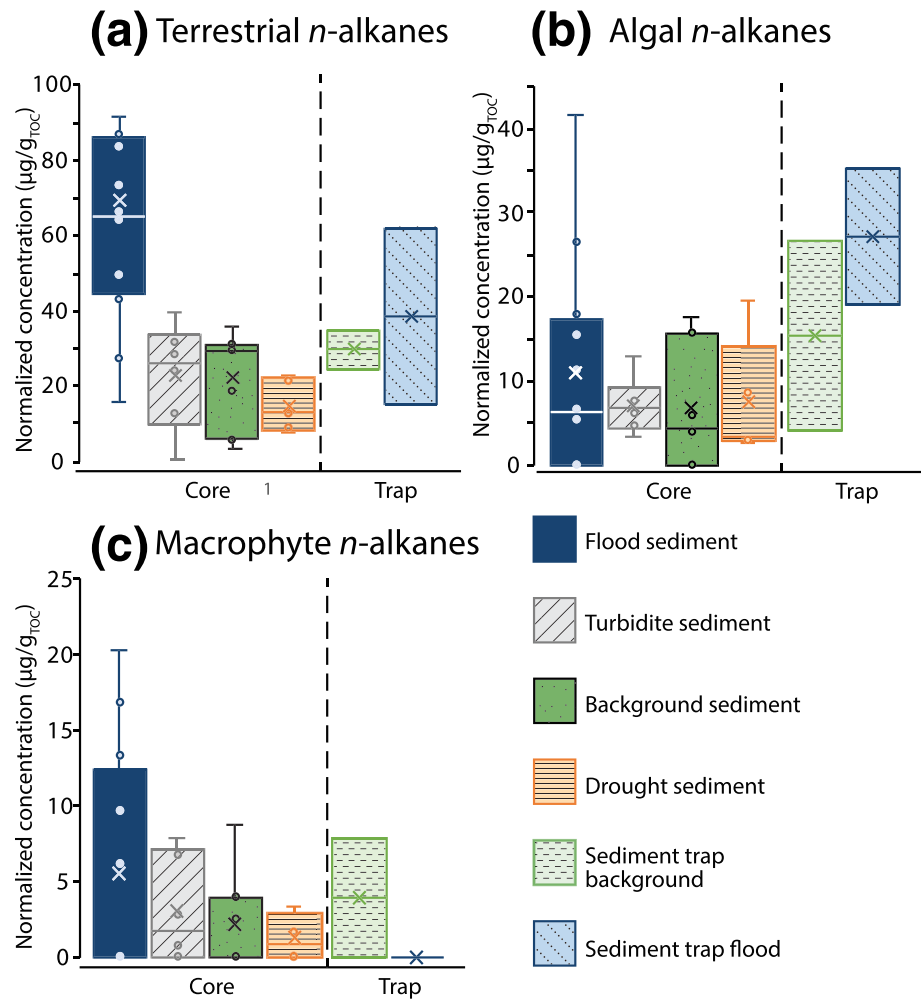 (a) Terrestrial n-alkanes
Normalized concentration (µg/gTOC)
100
80
60
40
20
0
Core
1
Trap
(b) Algal n-alkanes
Normalized concentration (µg/gTOC)
40
30
20
10
0
Core
Trap
(c) Macrophyte n-alkanes
Normalized concentration (µg/gTOC)
25
20
15
10
5
0
Core
Trap
Flood sediment
Turbidite sediment
Background sediment
Drought sediment
Sediment trap
background
Sediment trap flood